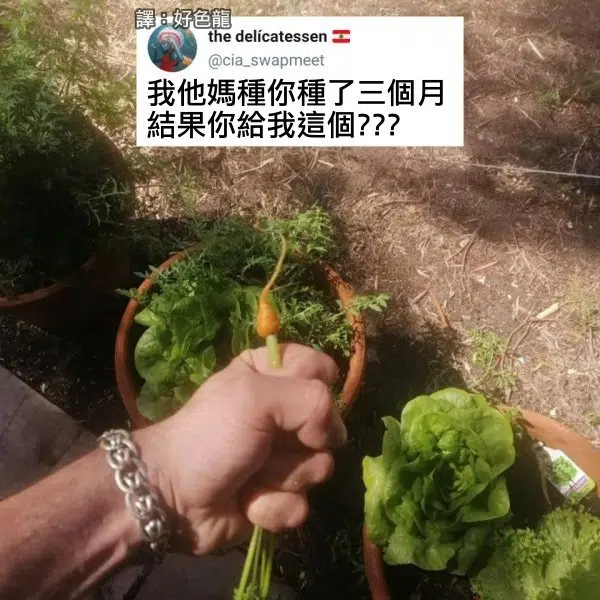 譯：好色龍
the delícatessen 🇱🇧
@cia_swapmeet
我他媽種你種了三個月
結果你給我這個???